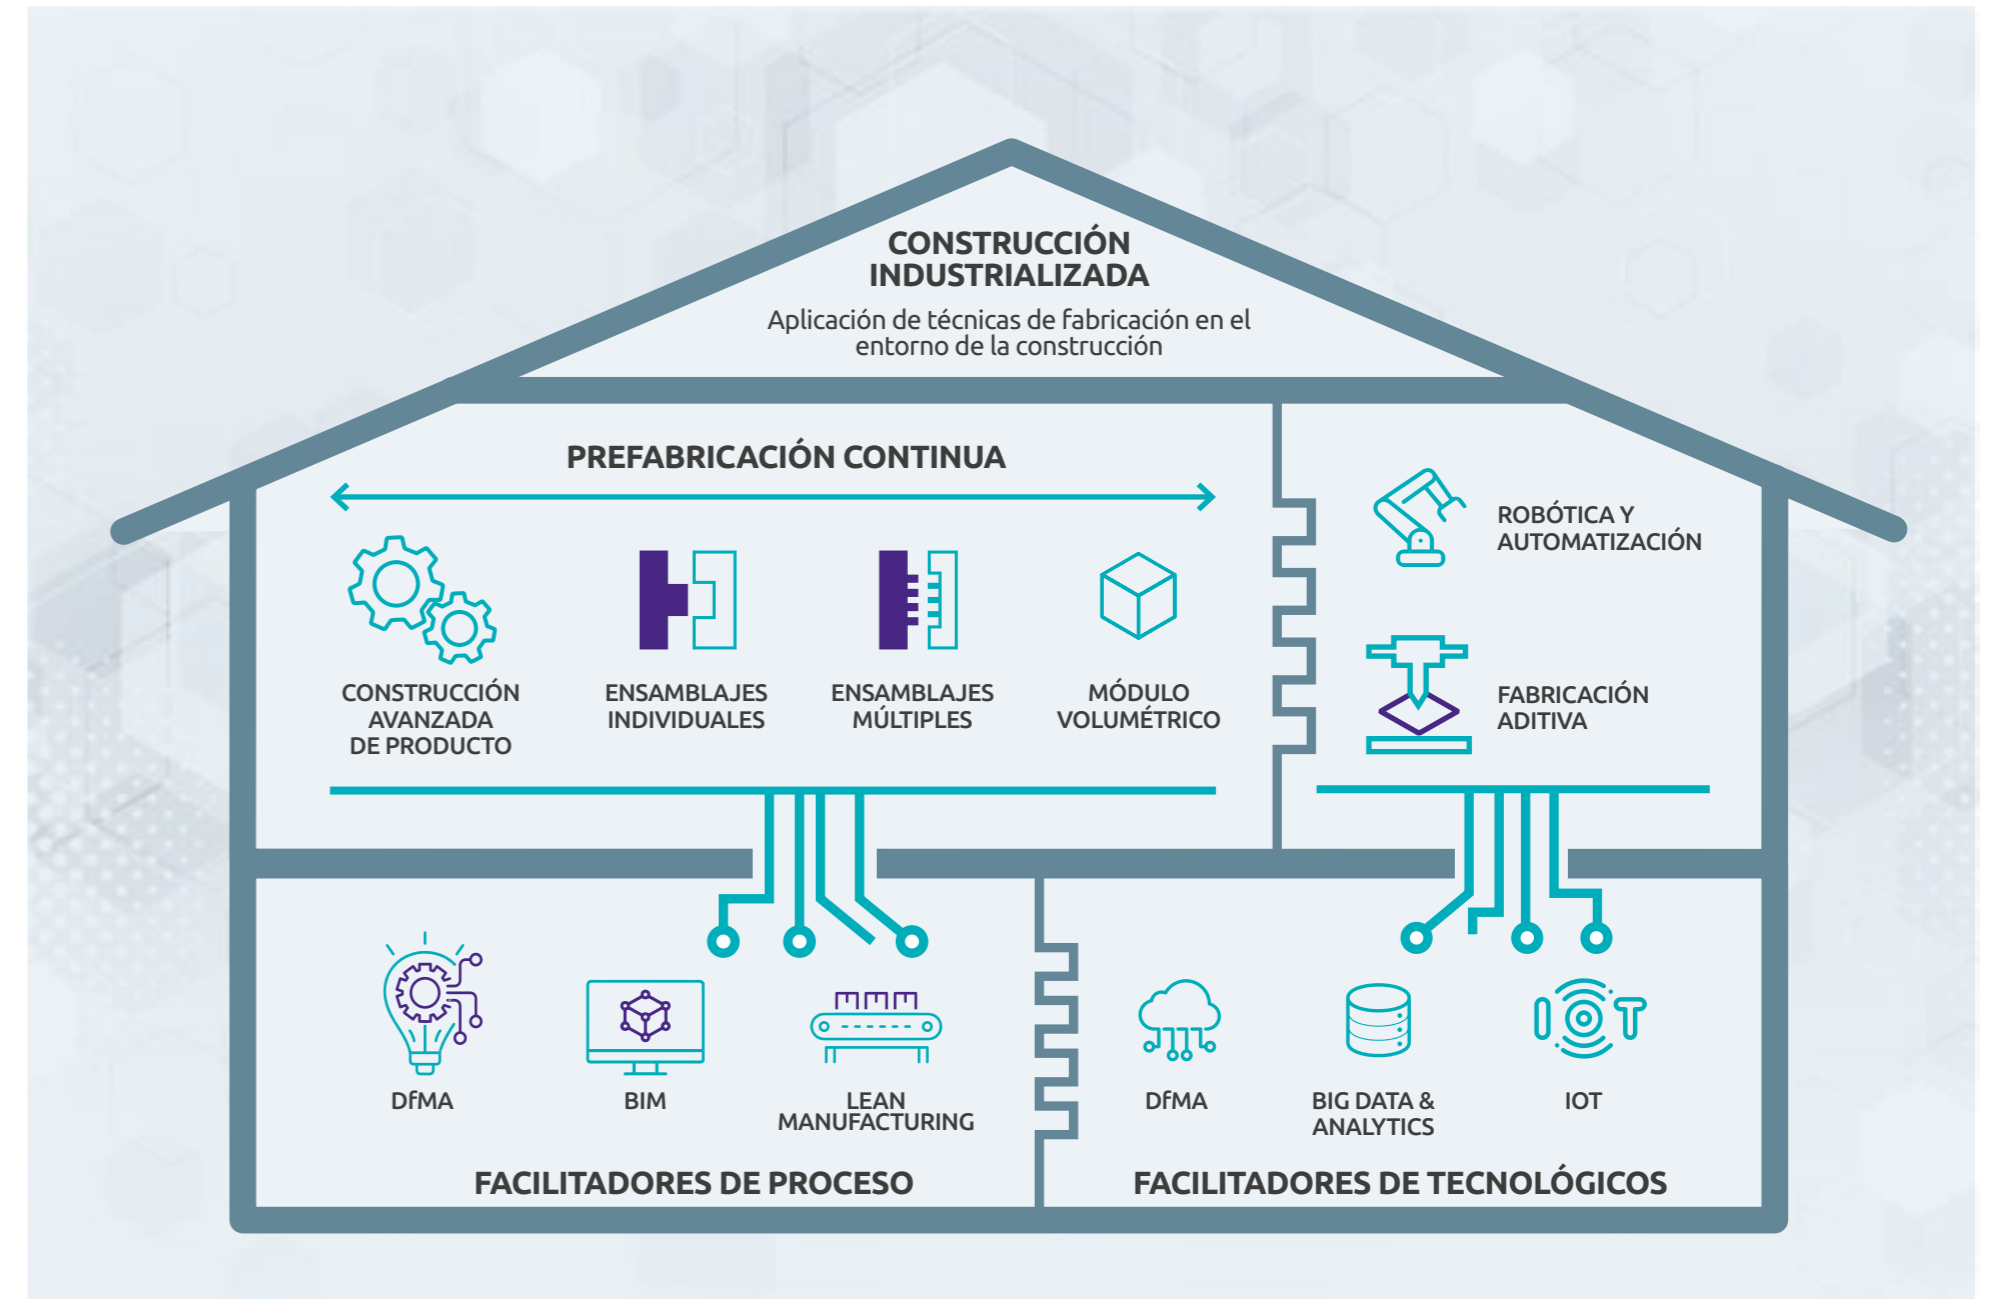 CONSTRUCCIÓN
INDUSTRIALIZADA
Aplicación de técnicas de fabricación en el
entorno de la construcción
PREFABRICACIÓN CONTINUA
CONSTRUCCIÓN
AVANZADA
DE PRODUCTO
ENSAMBLAJES
INDIVIDUALES
ENSAMBLAJES
MÚLTIPLES
MÓDULO
VOLUMÉTRICO
ROBÓTICA Y
AUTOMATIZACIÓN
FABRICACIÓN
ADITIVA
DfMA
BIM
LEAN
MANUFACTURING
FACILITADORES DE PROCESO
DfMA
BIG DATA &
ANALYTICS
IOT
IOT
FACILITADORES DE TECNOLÓGICOS